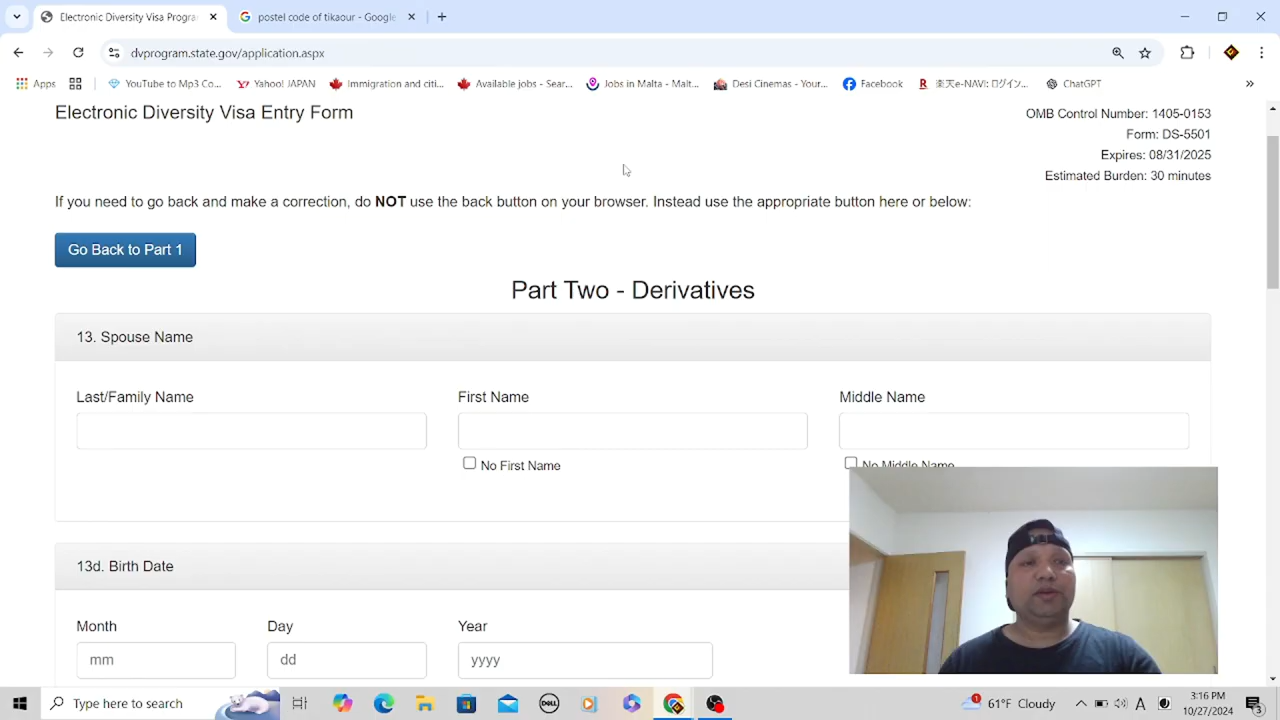 Electronic Diversity Visa Progra
postel code of tikaour - Google
dvprogram.state.gov/application.aspx
Apps
YouTube to Mp3 Co...
Yahoo! JAPAN
Immigration and citi...
Available jobs - Sear...
Jobs in Malta - Malt...
Desi Cinemas - Your...
Facebook
楽天e-NAVI: ログイン...
ChatGPT
Electronic Diversity Visa Entry Form
OMB Control Number: 1405-0153
Form: DS-5501
Expires: 08/31/2025
Estimated Burden: 30 minutes
If you need to go back and make a correction, do NOT use the back button on your browser. Instead use the appropriate button here or below:
Go Back to Part 1
Part Two - Derivatives
13. Spouse Name
Last/Family Name
First Name
Middle Name
No First Name
No Middle Name
13d. Birth Date
Month
Day
Year
mm
dd
yyyy
Type here to search
DELL
1
61°F Cloudy
A
3:16 PM
10/27/2024
3